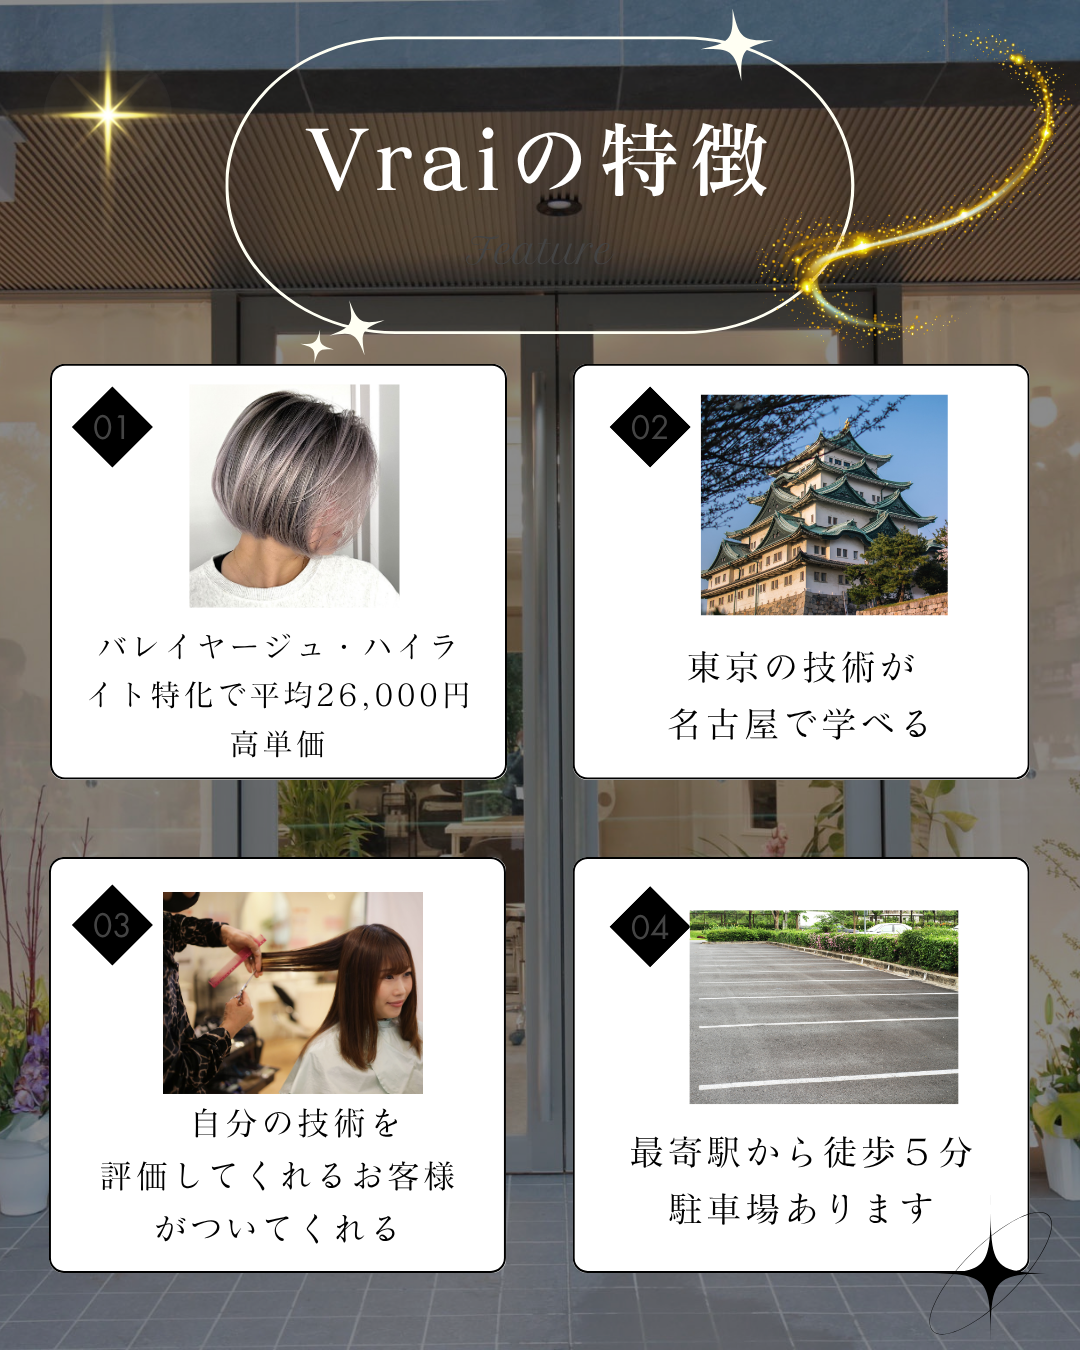 Vraiの特徴
Feature
01
バレイヤージュ・ハイラ
イト特化で平均26,000円
高単価
02
東京の技術が
名古屋で学べる
03
自分の技術を
評価してくれるお客様
がついてくれる
04
最寄駅から徒歩５分
駐車場あります